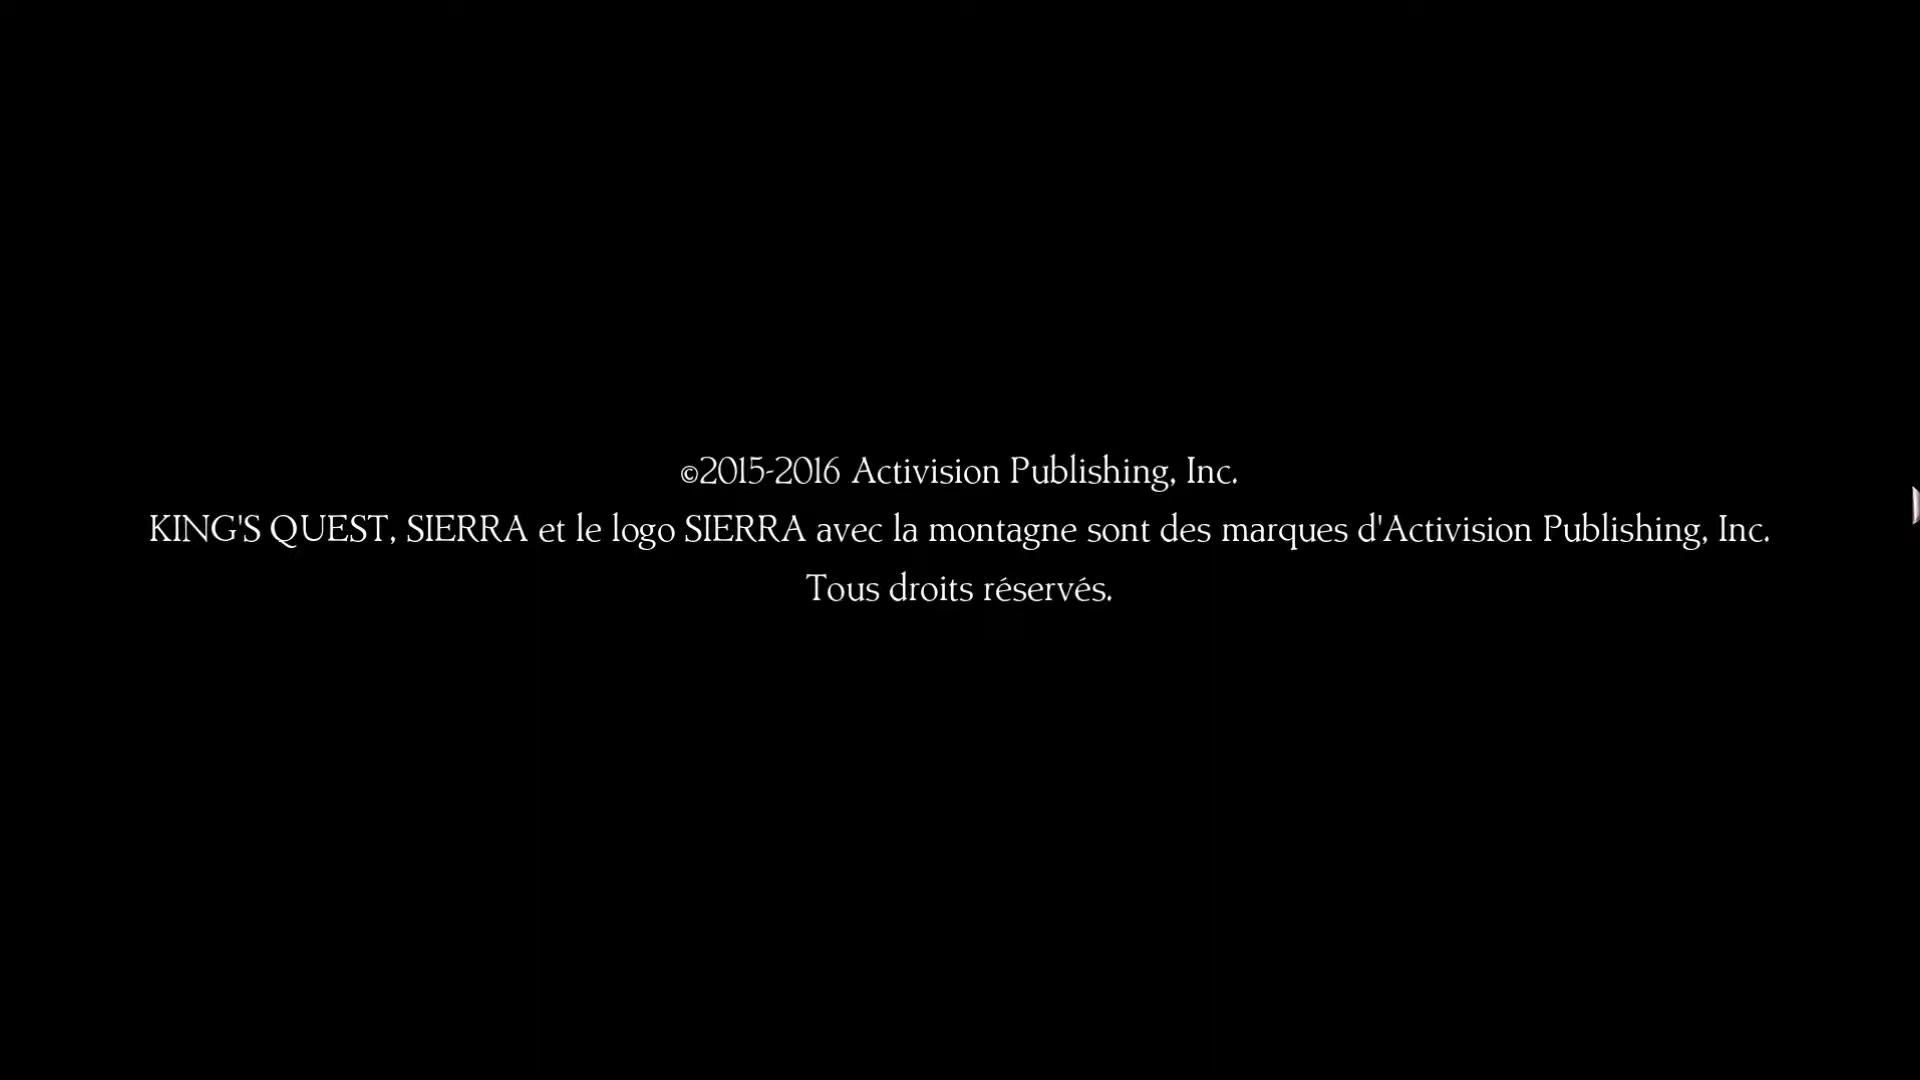 ©2015-2016 Activision Publishing, Inc.
KING'S QUEST, SIERRA et le logo SIERRA avec la montagne sont des marques d'Activision Publishing, Inc.
Tous droits réservés.